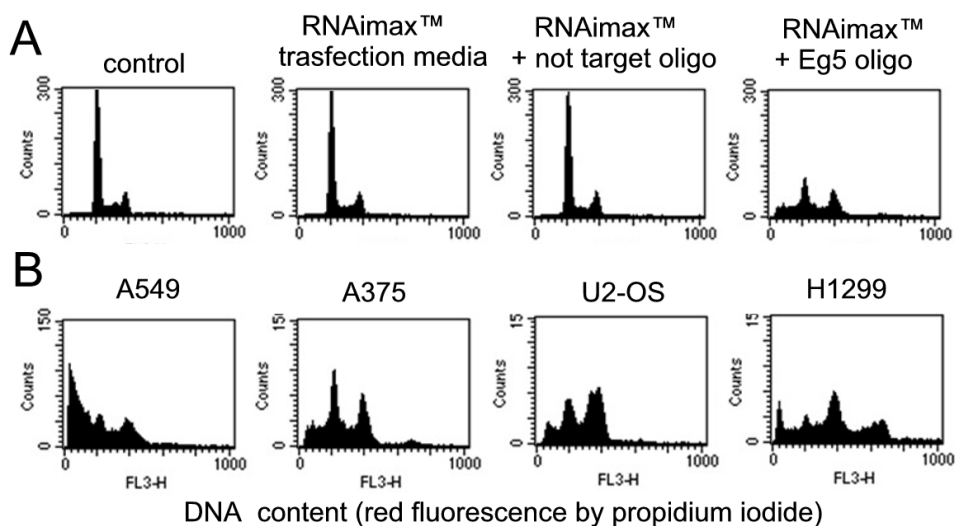 A
control
RNAimax™
trasfection media
RNAimax™
+ not target oligo
RNAimax™
+ Eg5 oligo
300
Counts
0
0
1000
300
Counts
0
0
1000
300
Counts
0
0
1000
300
Counts
0
0
1000
B
A549
A375
U2-OS
H1299
150
Counts
0
0
1000
FL3-H
Counts
0
0
1000
FL3-H
15
Counts
0
0
1000
FL3-H
15
Counts
0
0
1000
FL3-H
DNA content (red fluorescence by propidium iodide)